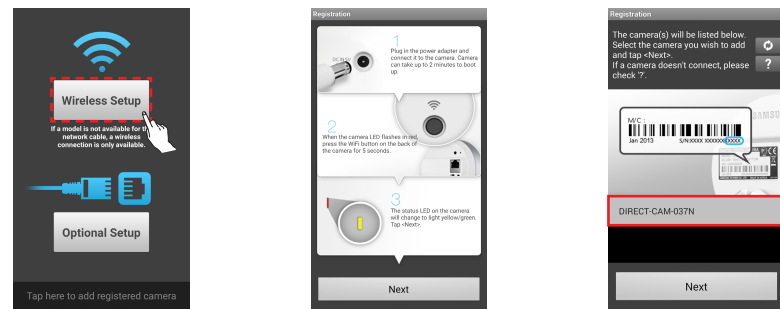 Wireless Setup
If a model is not available for
network cable, a wireless
connection is only available.
Optional Setup
Tap here to add registered camera
Registration
1
Plug in the power adapter and
connect it to the camera. Camera
can take up to 2 minutes to boot
up.
DC IN 5V
2
When the camera LED flashes in red,
press the WiFi button on the back of
the camera for 5 seconds.
3
The status LED on the camera
will change to light yellow/green.
Tap <Next>.
Next
Registration
The camera(s) will be listed below.
Select the camera you wish to add
and tap <Next>.
If a camera doesn't connect, please
check '?'.
?
M/C :
Jan 2013 S/N:XXXX XXXXXXXXXXX
SAMSU
DIRECT-CAM-037N
Next